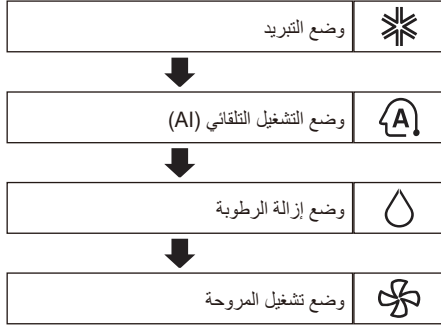 وضع التبريد
وضع التشغيل التلقائي (AI)
A
وضع إزالة الرطوبة
وضع تشغيل المروحة